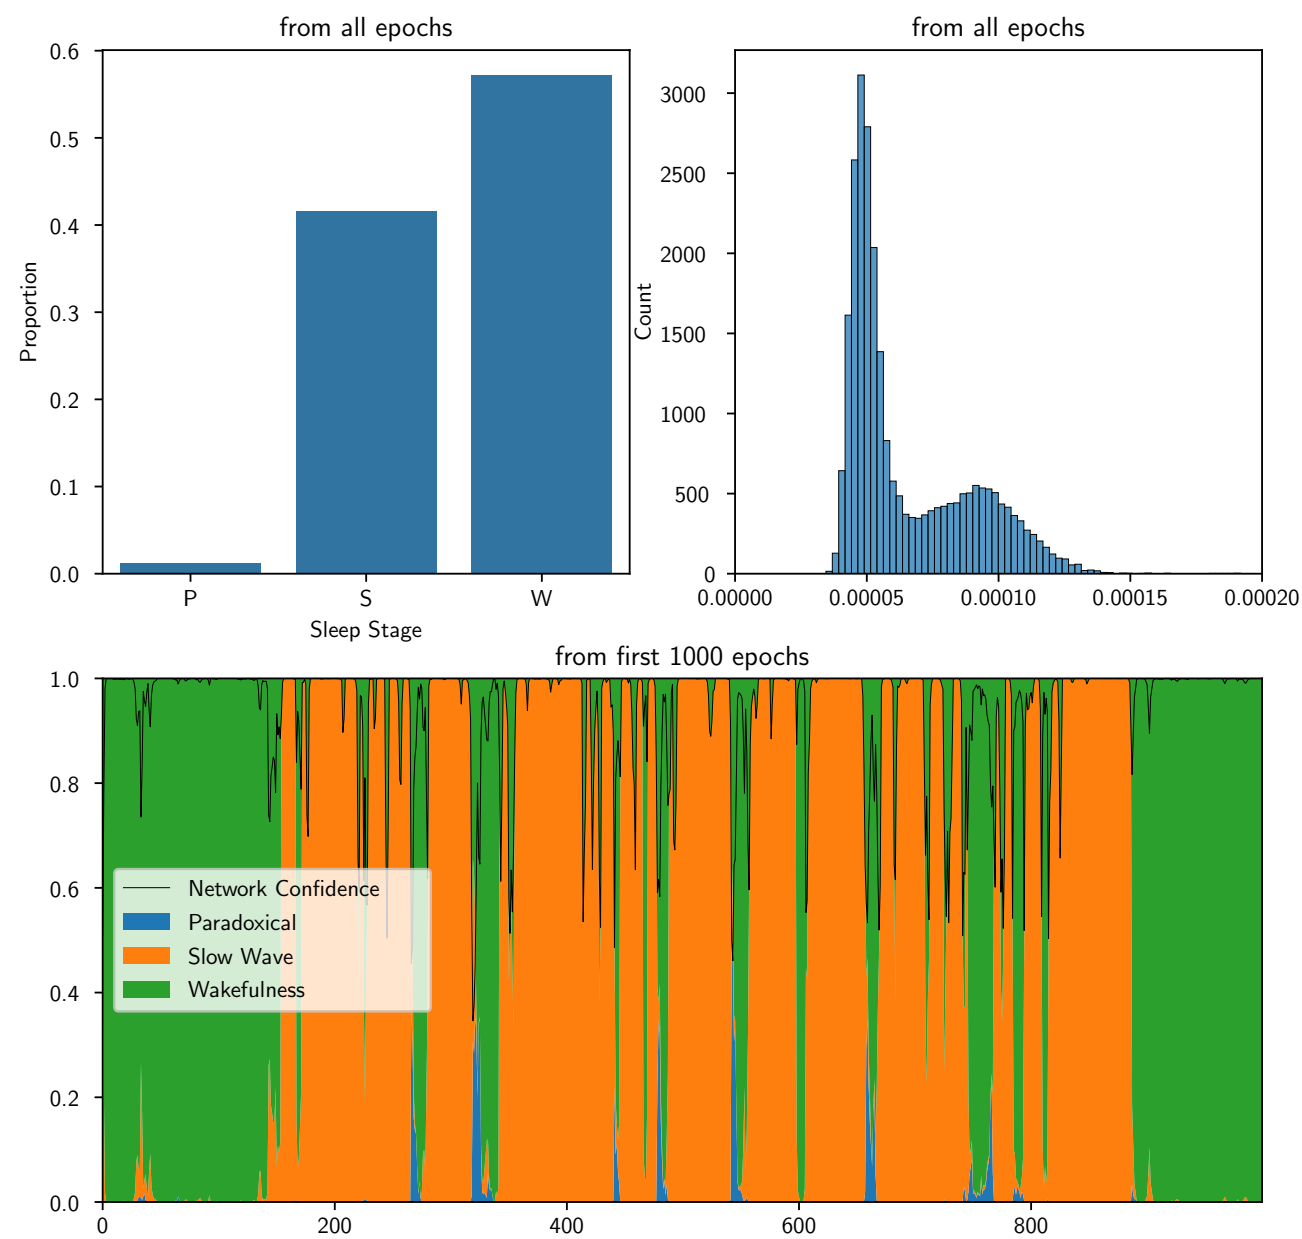 from all epochs
0.6
0.5
0.4
0.3
0.2
0.1
0.0
Proportion
P S W
Sleep Stage
from all epochs
3000
2500
2000
1500
1000
500
0
Count
0.00000 0.00005 0.00010 0.00015 0.00020
from first 1000 epochs
1.0
0.8
0.6
0.4
0.2
0.0
Network Confidence
Paradoxical
Slow Wave
Wakefulness
0 200 400 600 800